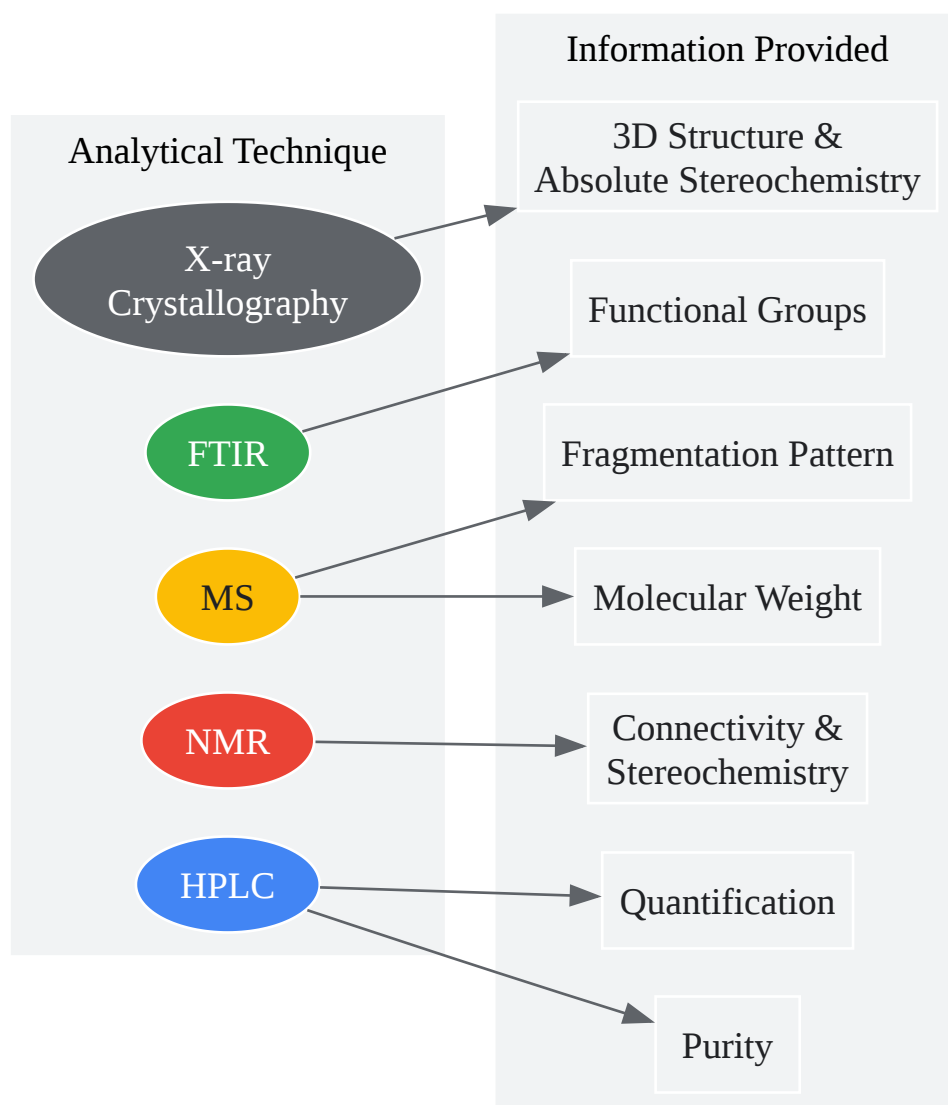 Analytical Technique
X-ray
Crystallography
FTIR
MS
NMR
HPLC
Information Provided
3D Structure &
Absolute Stereochemistry
Functional Groups
Fragmentation Pattern
Molecular Weight
Connectivity &
Stereochemistry
Quantification
Purity